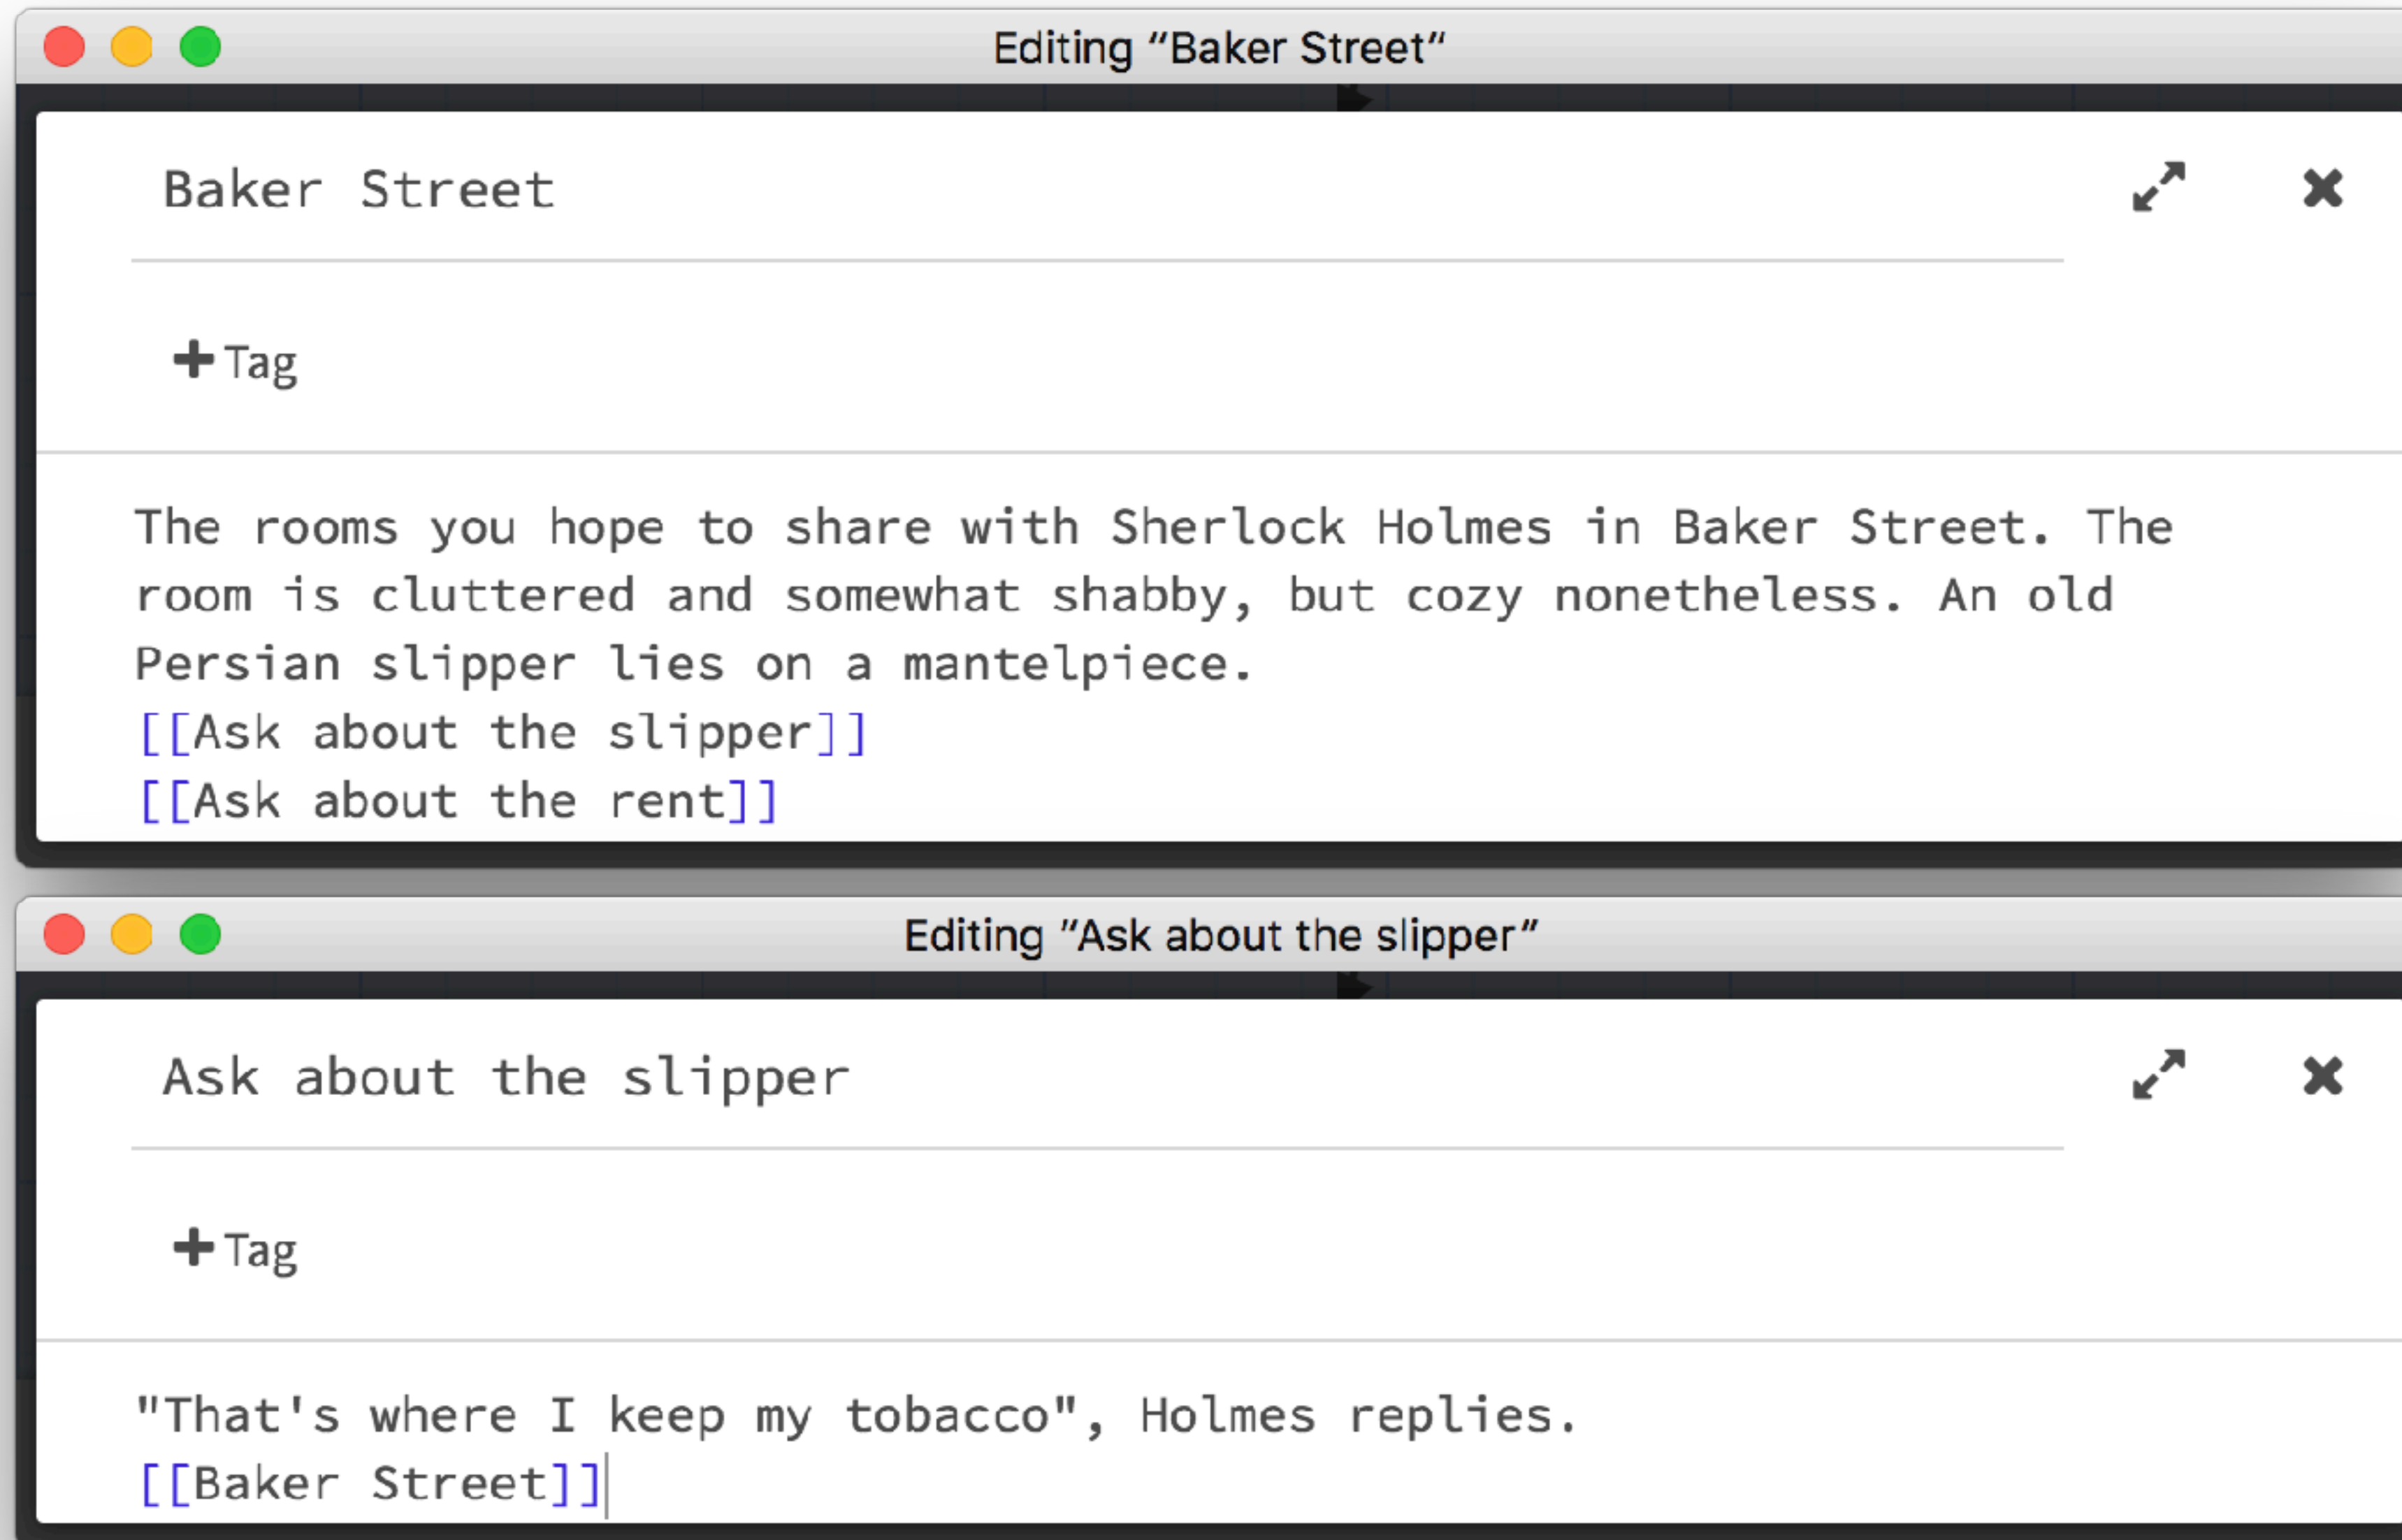 Editing “Baker Street“
Baker Street
Tag
The rooms you hope to share with Sherlock Holmes in Baker Street. The
room is cluttered and somewhat shabby, but cozy nonetheless. An old
Persian slipper lies on a mantelpiece.
[[Ask about the slipper]]
[[Ask about the rent]]
Editing “Ask about the slipper”
Ask about the slipper
Tag
"That's where I keep my tobacco", Holmes replies.
[[Baker Street]]